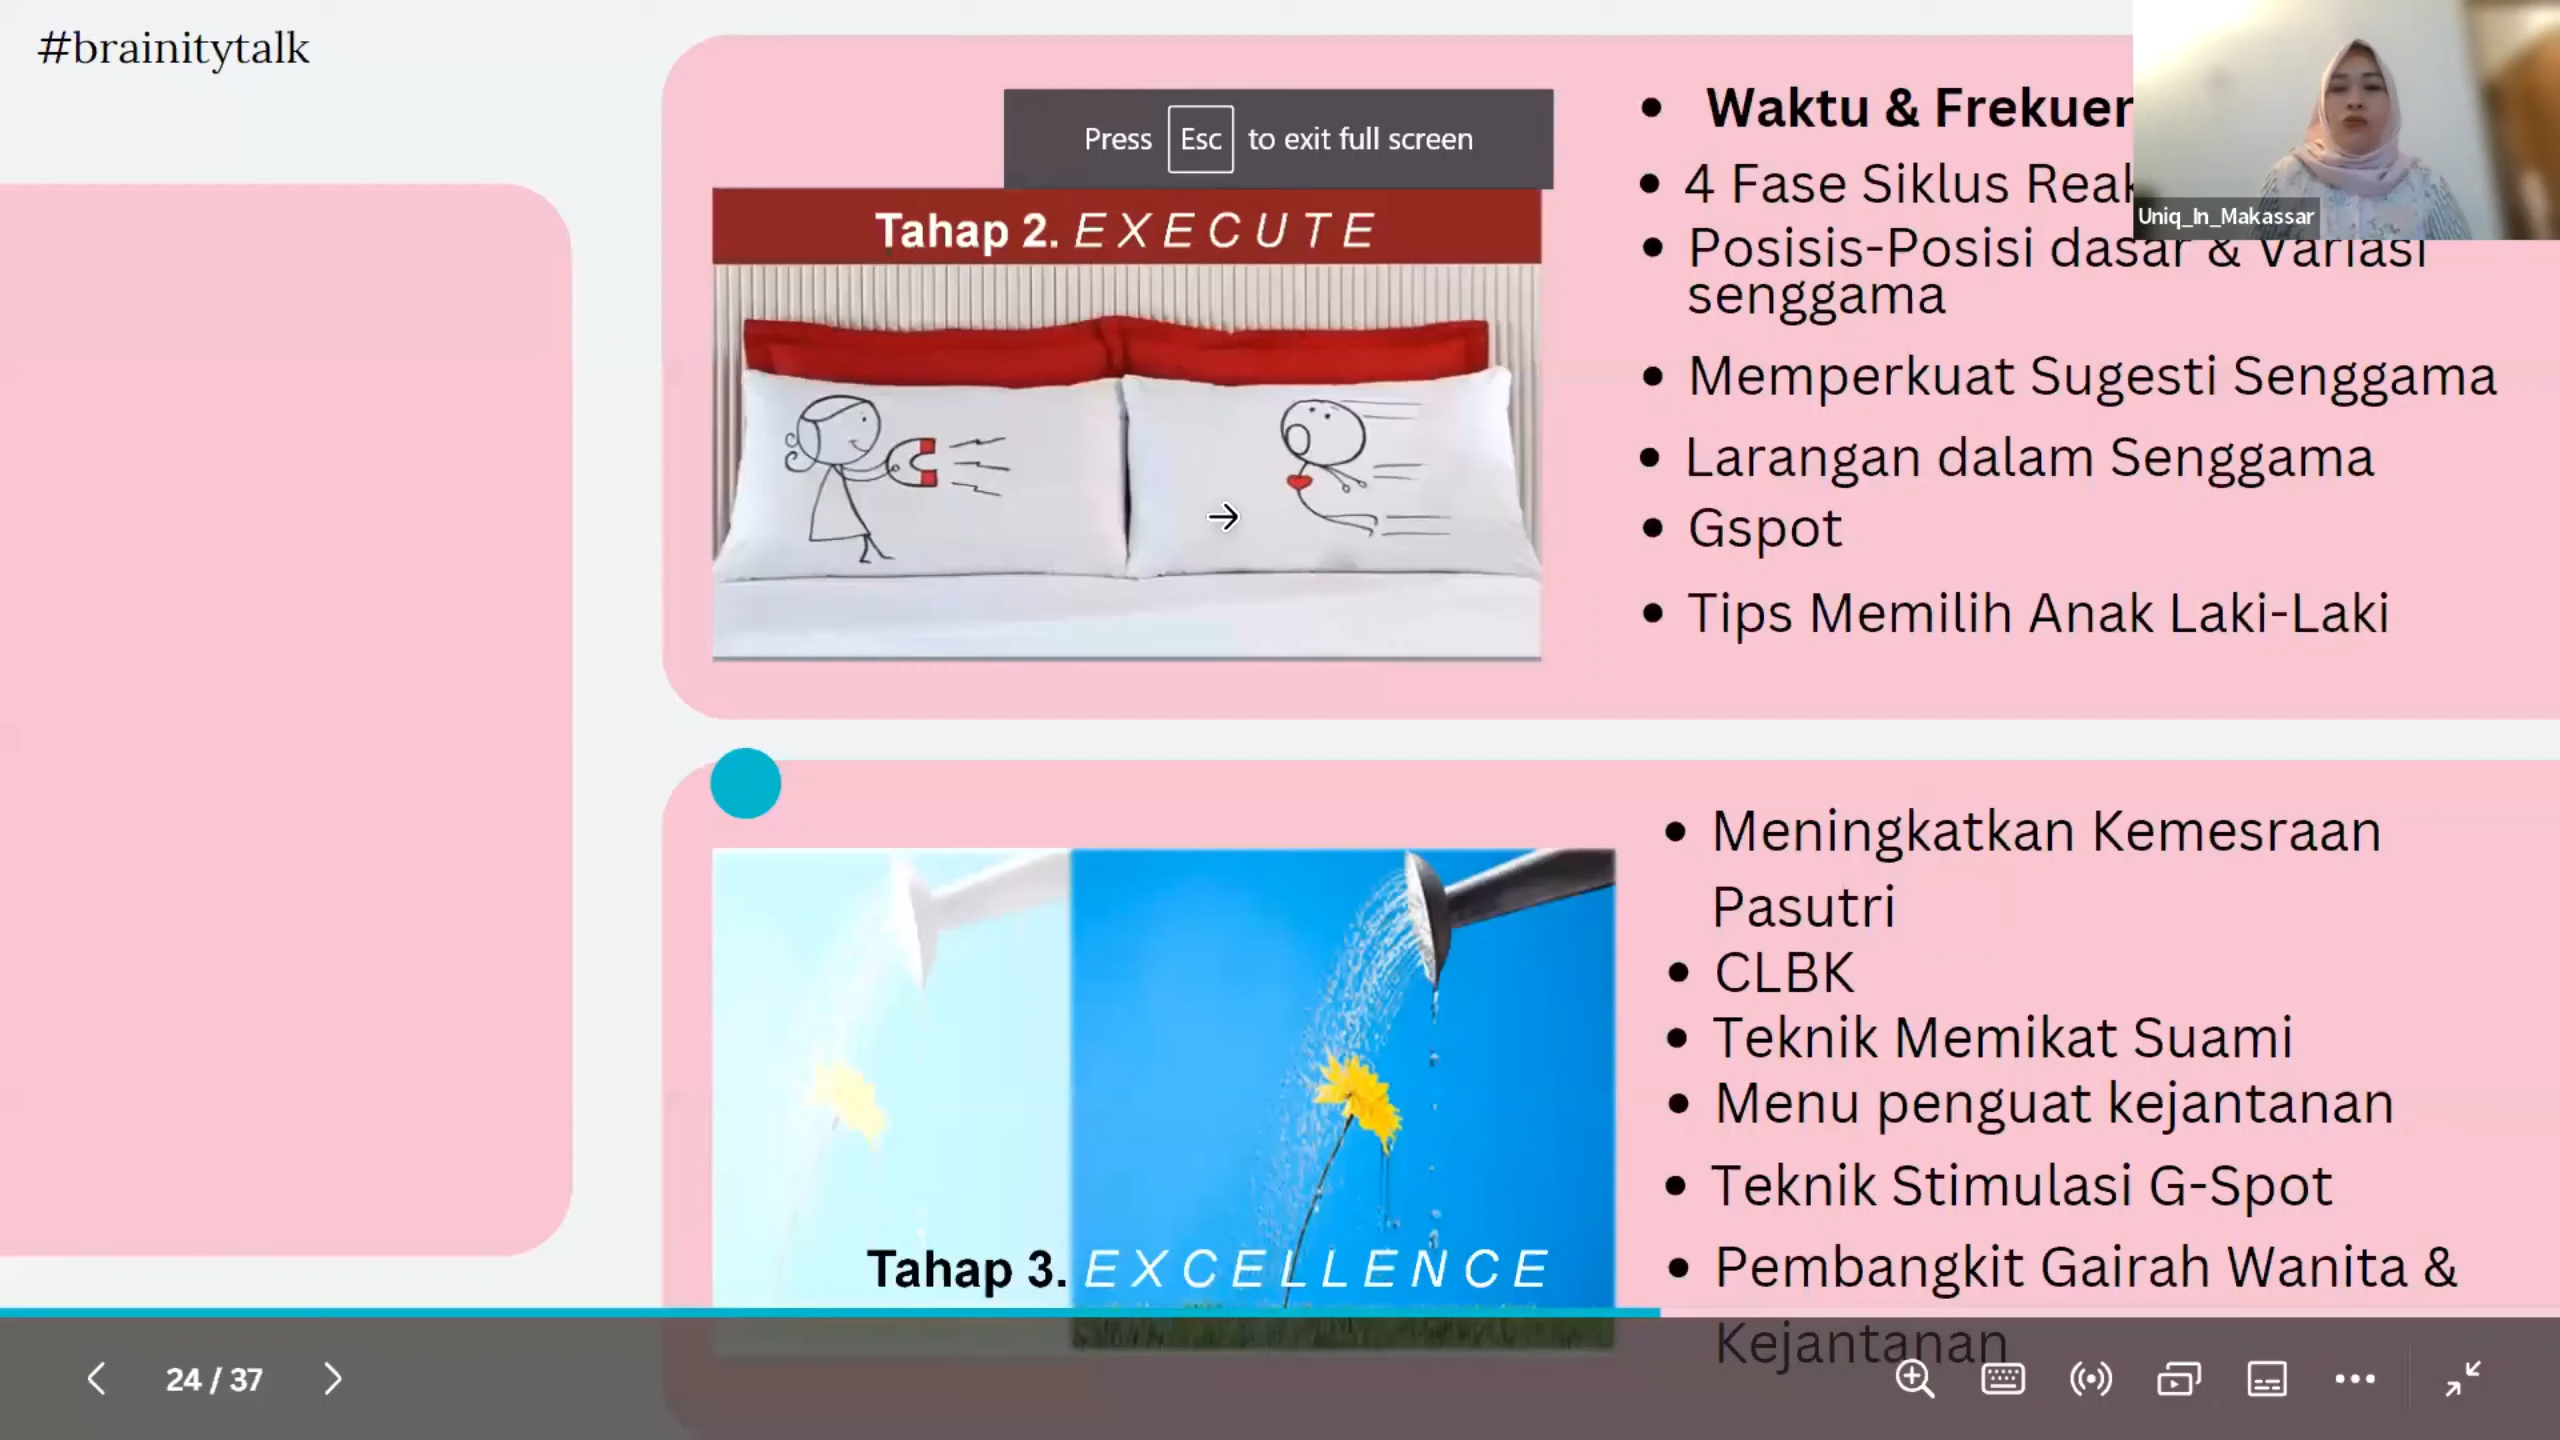 #brainitytalk
Press Esc to exit full screen
Tahap 2. EXECUTE
Waktu &
4 Fase Siklus
Posisis-Posisi dasar & Variasi
senggama
Memperkuat Sugesti Senggama
Larangan dalam Senggama
Gspot
Tips Memilih Anak Laki-Laki
Uniq_In_Makassar
Tahap 3. EXCELLENCE
Meningkatkan Kemesraan
Pasutri
CLBK
Teknik Memikat Suami
Menu penguat kejantanan
Teknik Stimulasi G-Spot
Pembangkit Gairah Wanita &
Kejantanan
24 / 37